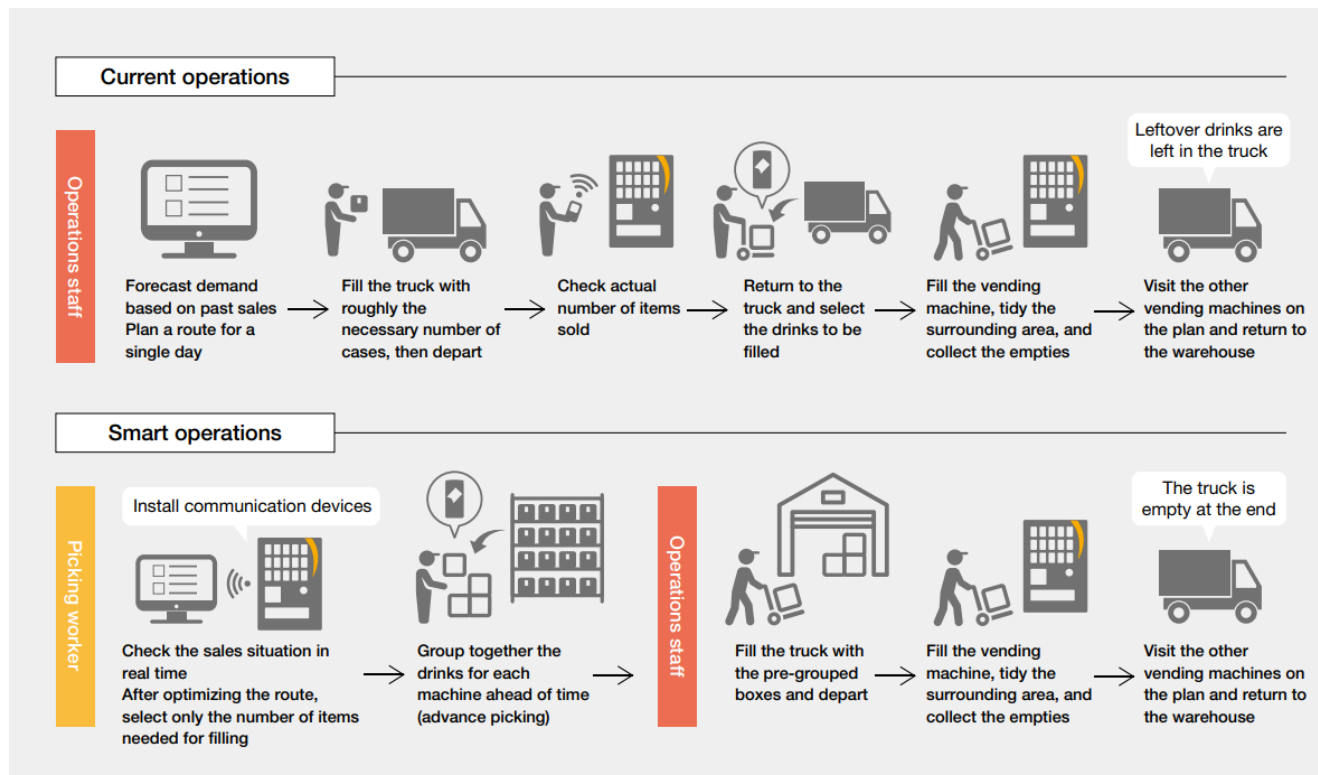 Current operations
Operations staff
Forecast demand
based on past sales
Plan a route for a
single day
Fill the truck with
roughly the
necessary number of
cases, then depart
Check actual
number of items
sold
Return to the
truck and select
the drinks to be
filled
Fill the vending
machine, tidy the
surrounding area, and
collect the empties
Leftover drinks are
left in the truck
Visit the other
vending machines on
the plan and return to
the warehouse
Smart operations
Picking worker
Install communication devices
Check the sales situation in
real time
After optimizing the route,
select only the number of items
needed for filling
Group together the
drinks for each
machine ahead of time
(advance picking)
Operations staff
Fill the truck with
the pre-grouped
boxes and depart
Fill the vending
machine, tidy the
surrounding area, and
collect the empties
The truck is
empty at the end
Visit the other
vending machines on
the plan and return to
the warehouse